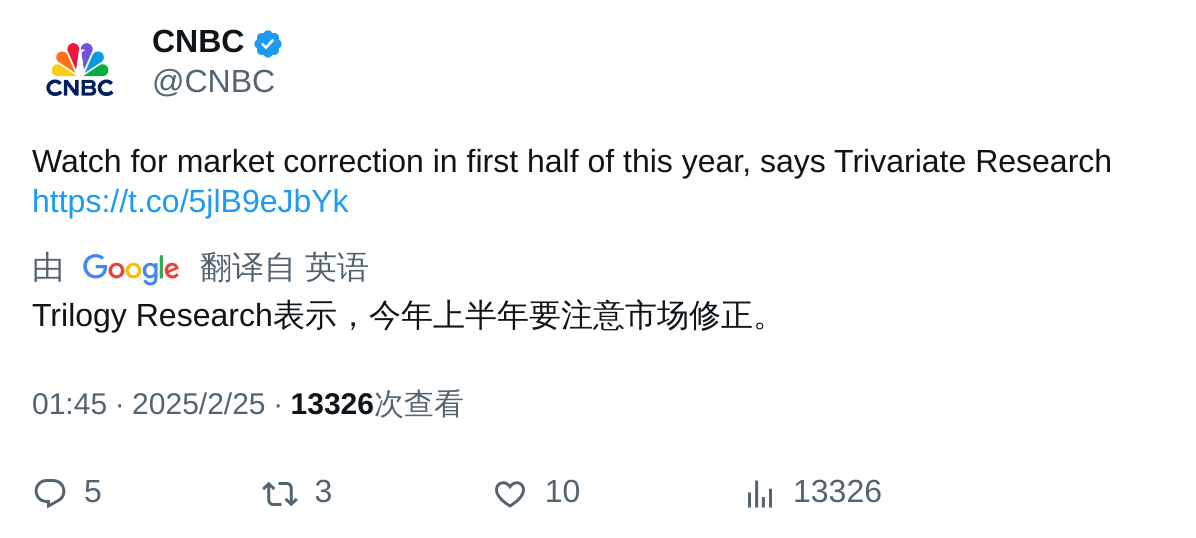 CNBC
CNBC
@CNBC
Watch for market correction in first half of this year, says Trivariate Research
https://t.co/5jlB9eJbYk
由 Google 翻译自 英语
Trilogy Research表示，今年上半年要注意市场修正。
01:45 · 2025/2/25 · 13326次查看
5 3 10 13326